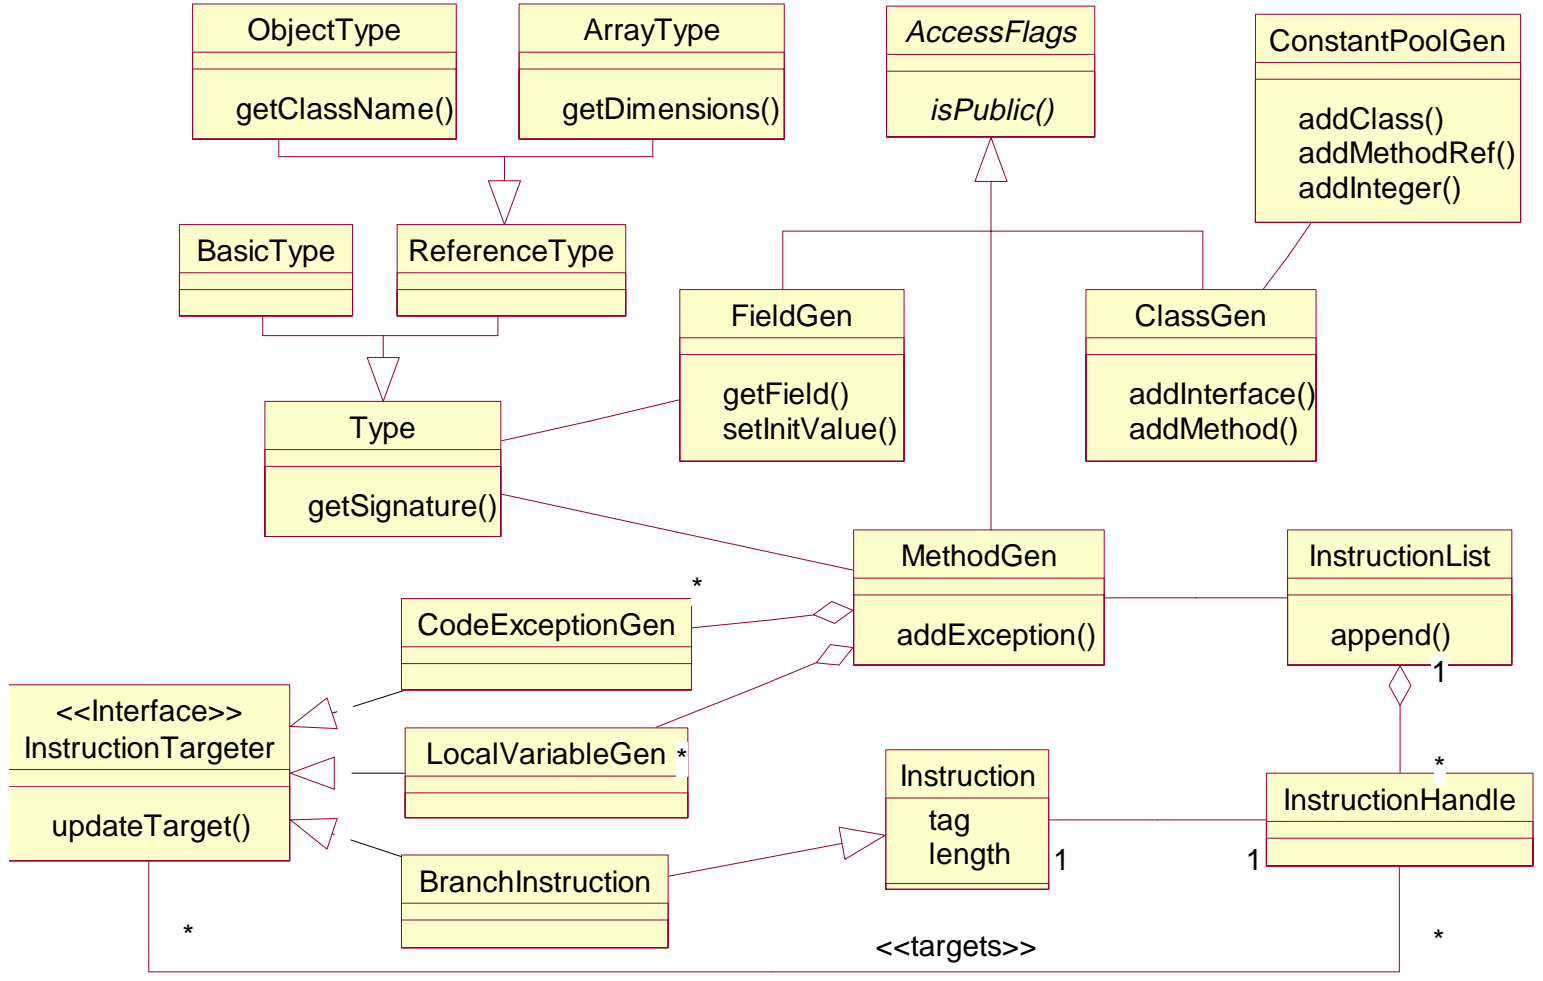 ObjectType
getClassName()
ArrayType
getDimensions()
AccessFlags
isPublic()
ConstantPoolGen
addClass()
addMethodRef()
addInteger()
BasicType
ReferenceType
FieldGen
getField()
setInitValue()
ClassGen
addInterface()
addMethod()
Type
getSignature()
MethodGen
addException()
InstructionList
append()
1
*
CodeExceptionGen
*
<<Interface>>
InstructionTargeter
updateTarget()
LocalVariableGen
*
Instruction
tag
length
1
1
InstructionHandle
BranchInstruction
*
<<targets>>
*